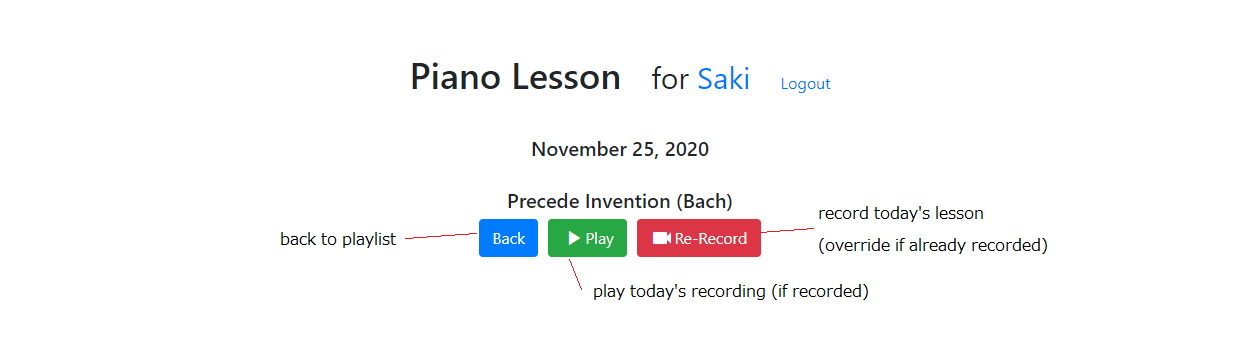 Piano Lesson for Saki Logout
November 25, 2020
Precede Invention (Bach)
back to playlist
Back
Play
Re-Record
record today's lesson
(override if already recorded)
play today's recording (if recorded)